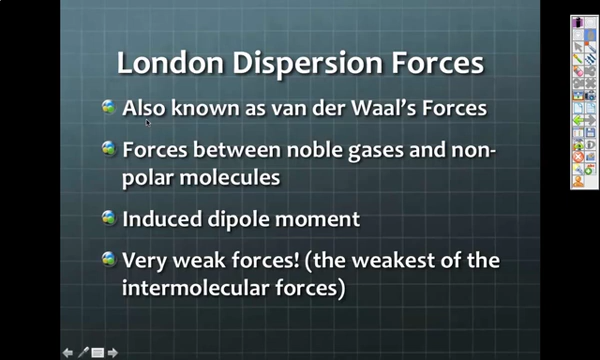 London Dispersion Forces
Also known as van der Waal's Forces
Forces between noble gases and non-
polar molecules
Induced dipole moment
Very weak forces! (the weakest of the
intermolecular forces)